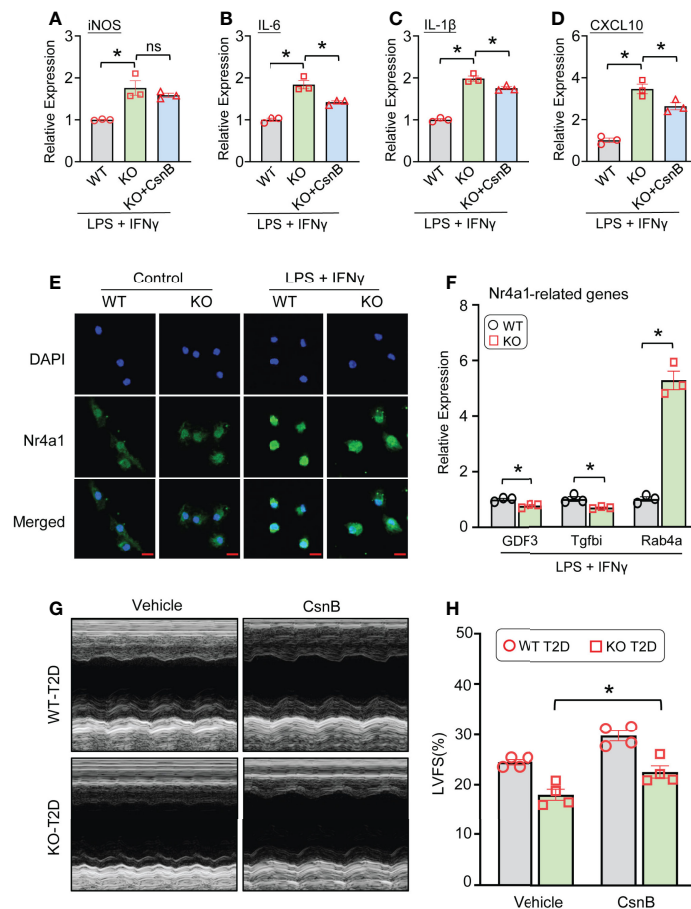 A
iNOS
Relative Expression
3
2
1
0
*
ns
WT
KO
KO+CsnB
LPS + IFNγ
B
IL-6
Relative Expression
3
2
1
0
*
*
WT
KO
KO+CsnB
LPS + IFNγ
C
IL-1β
Relative Expression
3
2
1
0
*
*
WT
KO
KO+CsnB
LPS + IFNγ
D
CXCL10
Relative Expression
6
4
2
0
*
*
WT
KO
KO+CsnB
LPS + IFNγ
E
Control
LPS + IFNγ
WT
KO
WT
KO
DAPI
Nr4a1
Merged
F
Nr4a1-related genes
WT
KO
Relative Expression
8
6
4
2
0
*
*
*
GDF3
Tgfbi
Rab4a
LPS + IFNγ
G
Vehicle
CsnB
WT-T2D
KO-T2D
H
WT T2D
KO T2D
LVFS(%)
50
40
30
20
10
0
*
Vehicle
CsnB